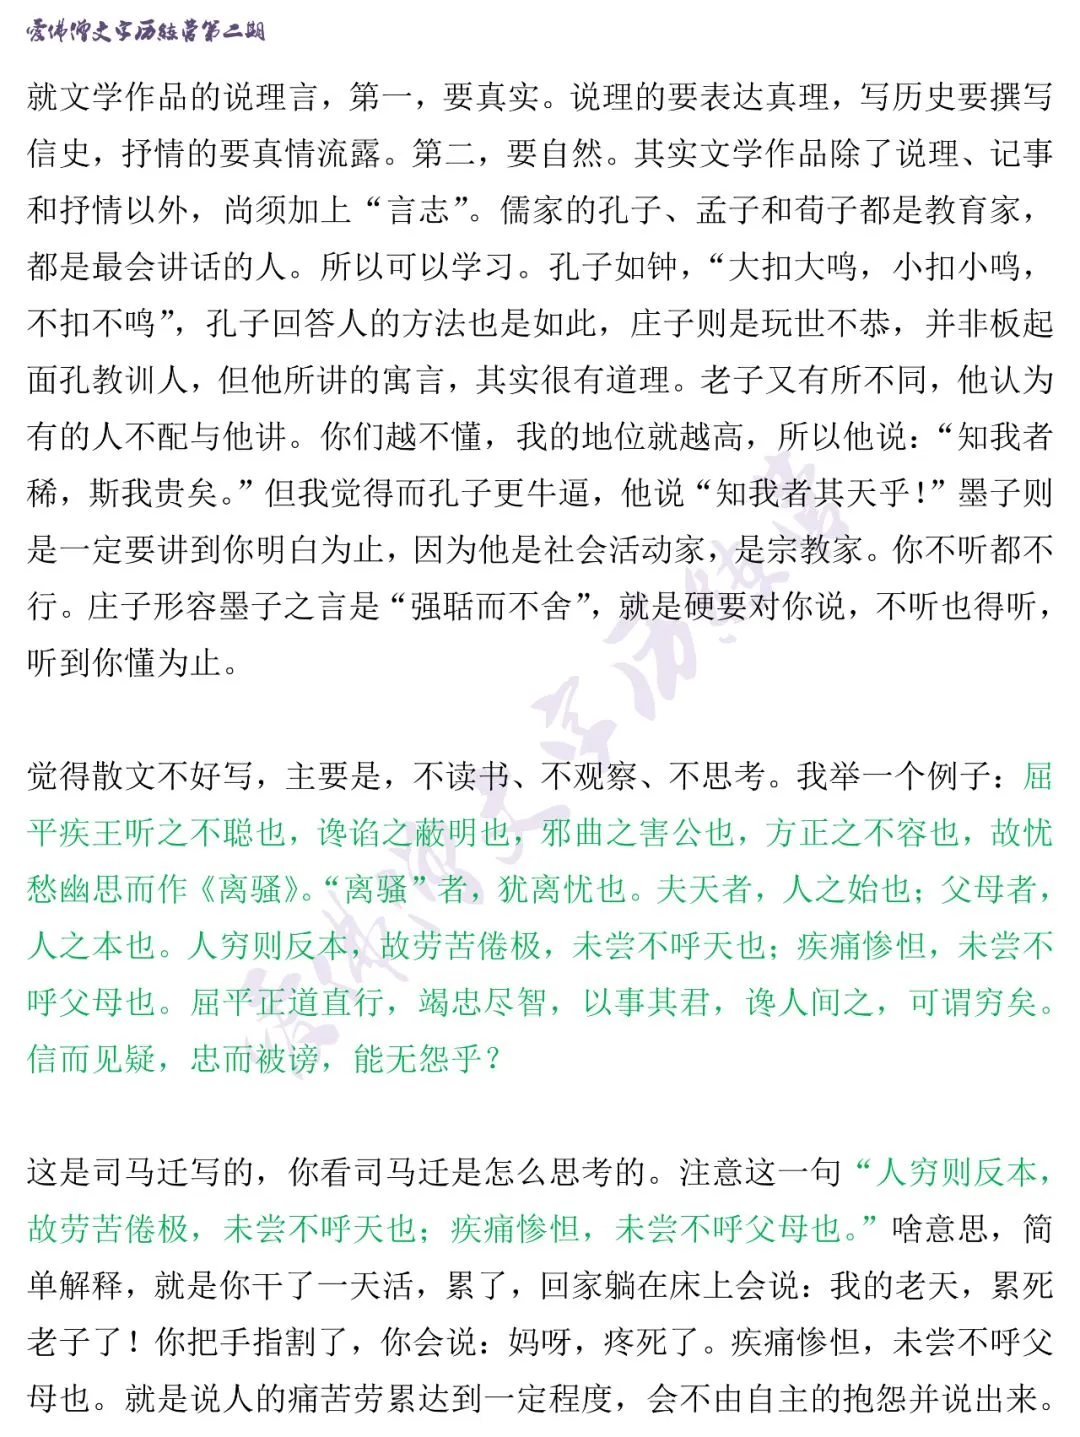 爱佛僧文字历练营第二期
就文学作品的说理言，第一，要真实。说理的要表达真理，写历史要撰写
信史，抒情的要真情流露。第二，要自然。其实文学作品除了说理、记事
和抒情以外，尚须加上“言志”。儒家的孔子、孟子和荀子都是教育家，
都是最会讲话的人。所以可以学习。孔子如钟，“大扣大鸣，小扣小鸣，
不扣不鸣”，孔子回答人的方法也是如此，庄子则是玩世不恭，并非板起
面孔教训人，但他所讲的寓言，其实很有道理。老子又有所不同，他认为
有的人不配与他讲。你们越不懂，我的地位就越高，所以他说：“知我者
稀，斯我贵矣。”但我觉得而孔子更牛逼，他说“知我者其天乎！”墨子则
是一定要讲到你明白为止，因为他是社会活动家，是宗教家。你不听都不
行。庄子形容墨子之言是“强聒而不舍”，就是硬要对你说，不听也得听，
听到你懂为止。
觉得散文不好写，主要是，不读书、不观察、不思考。我举一个例子：屈
平疾王听之不聪也，谗谄之蔽明也，邪曲之害公也，方正之不容也，故忧
愁幽思而作《离骚》。“离骚”者，犹离忧也。夫天者，人之始也；父母者，
人之本也。人穷则反本，故劳苦倦极，未尝不呼天也；疾痛惨怛，未尝不
呼父母也。屈平正道直行，竭忠尽智，以事其君，谗人间之，可谓穷矣。
信而见疑，忠而被谤，能无怨乎？
这是司马迁写的，你看司马迁是怎么思考的。注意这一句“人穷则反本，
故劳苦倦极，未尝不呼天也；疾痛惨怛，未尝不呼父母也。”啥意思，简
单解释，就是你干了一天活，累了，回家躺在床上会说：我的老天，累死
老子了！你把手指割了，你会说：妈呀，疼死了。疾痛惨怛，未尝不呼父
母也。就是说人的痛苦劳累达到一定程度，会不由自主的抱怨并说出来。
爱佛僧文字历练营